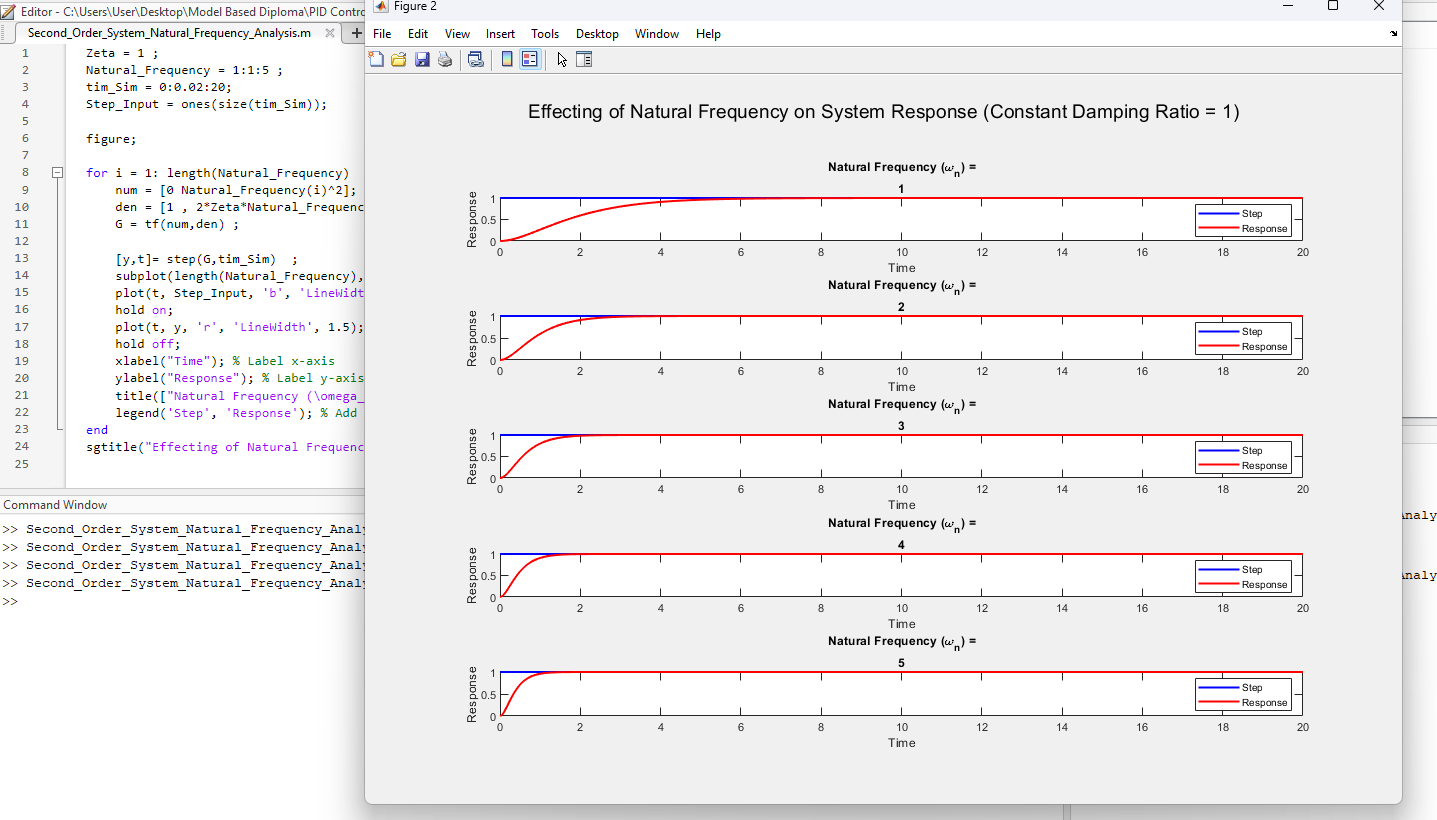 Editor - C:\Users\User\Desktop\Model Based Diploma\PID Contro
Second_Order_System_Natural_Frequency_Analysis.m
1 Zeta = 1 ;
2 Natural_Frequency = 1:1:5 ;
3 tim_Sim = 0:0.02:20;
4 Step_Input = ones(size(tim_Sim));
5
6 figure;
7
8 for i = 1: length(Natural_Frequency)
9 num = [0 Natural_Frequency(i)^2];
10 den = [1 , 2*Zeta*Natural_Frequenc
11 G = tf(num,den) ;
12
13 [y,t]= step(G,tim_Sim)  ;
14 subplot(length(Natural_Frequency),
15 plot(t, Step_Input, 'b', 'LineWidt
16 hold on;
17 plot(t, y, 'r', 'LineWidth', 1.5);
18 hold off;
19 xlabel("Time"); % Label x-axis
20 ylabel("Response"); % Label y-axis
21 title(["Natural Frequency (\omega_
22 legend('Step', 'Response'); % Add
23 end
24 sgtitle("Effecting of Natural Frequenc
25
Command Window
>> Second_Order_System_Natural_Frequency_Analy
>> Second_Order_System_Natural_Frequency_Analy
>> Second_Order_System_Natural_Frequency_Analy
>> Second_Order_System_Natural_Frequency_Analy
>>
Figure 2
File Edit View Insert Tools Desktop Window Help
Effecting of Natural Frequency on System Response (Constant Damping Ratio = 1)
Natural Frequency (ωn) =
1
Response
1
0.5
0
Step
Response
0 2 4 6 8 10 12 14 16 18 20
Time
Natural Frequency (ωn) =
2
Response
1
0.5
0
Step
Response
0 2 4 6 8 10 12 14 16 18 20
Time
Natural Frequency (ωn) =
3
Response
1
0.5
0
Step
Response
0 2 4 6 8 10 12 14 16 18 20
Time
Natural Frequency (ωn) =
4
Response
1
0.5
0
Step
Response
0 2 4 6 8 10 12 14 16 18 20
Time
Natural Frequency (ωn) =
5
Response
1
0.5
0
Step
Response
0 2 4 6 8 10 12 14 16 18 20
Time
Analy
Analy